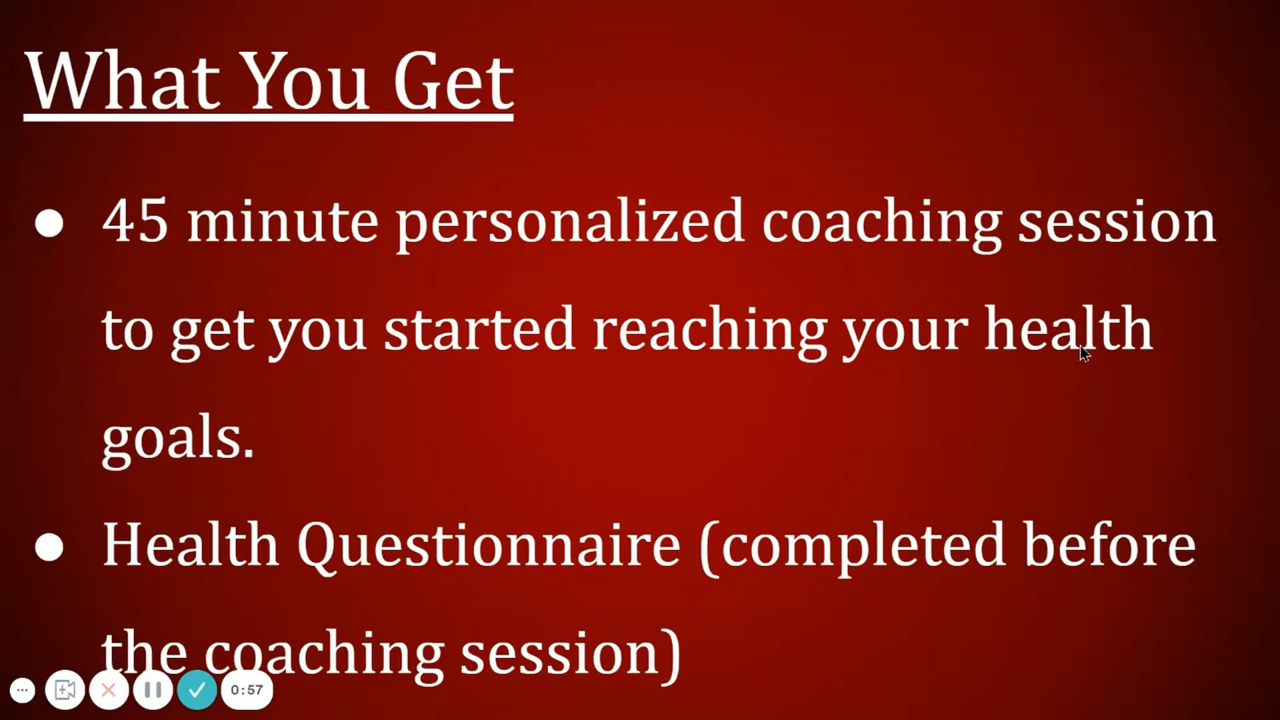 What You Get
● 45 minute personalized coaching session
to get you started reaching your health
goals.
● Health Questionnaire (completed before
the coaching session)
0:57